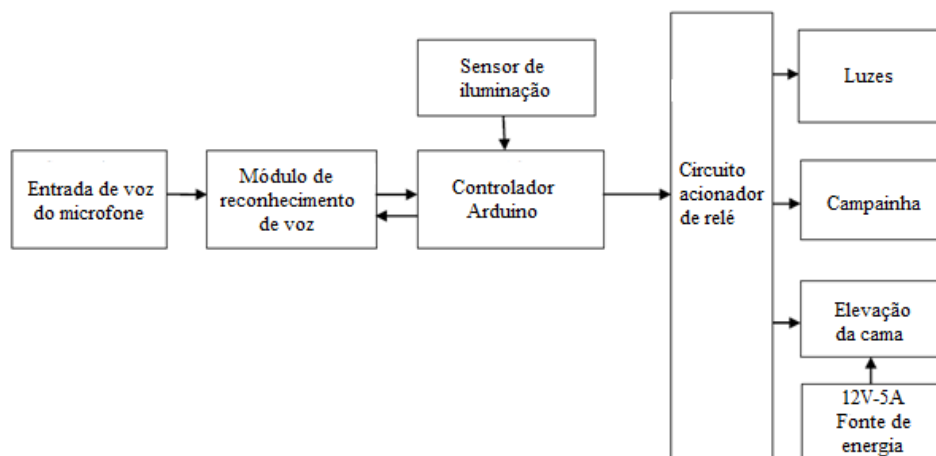 Sensor de
iluminação
Luzes
Entrada de voz
do microfone
Módulo de
reconhecimento
de voz
Controlador
Arduino
Circuito
acionador
de relé
Campainha
Elevação
da cama
12V-5A
Fonte de
energia